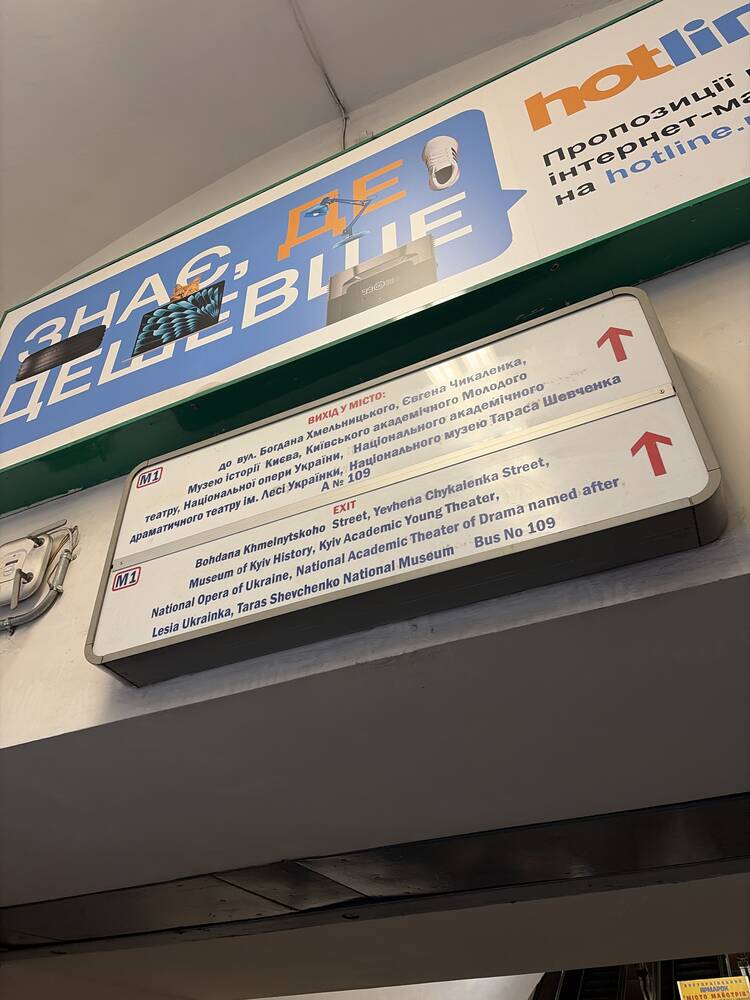 ЗНАЄ, ДЕ
ДЕШЕВШЕ
hotlin
Пропозиції
інтернет-ма
на hotline.
M1
ВИХІД У МІСТО:
до вул. Богдана Хмельницького, Євгена Чикаленка,
Музею історії Києва, Київського академічного Молодого
театру, Національної опери України, Національного академічного
драматичного театру ім. Лесі Українки, Національного музею Тараса Шевченка
А № 109
M1
EXIT
Bohdana Khmelnytskoho Street, Yevheña Chykaienka Street,
Museum of Kyiv History, Kyiv Academic Young Theater,
National Opera of Ukraine, National Academic Theater of Drama named after
Lesia Ukrainka, Taras Shevchenko National Museum Bus No 109
ЯРМАРОК